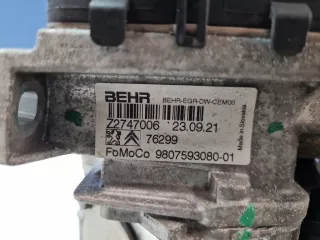 BEHR BEHR-EGR-DW-CEM00
Z2747006 23.09.21
76299
FoMoCo 9807593080-01
Made in Slovakia